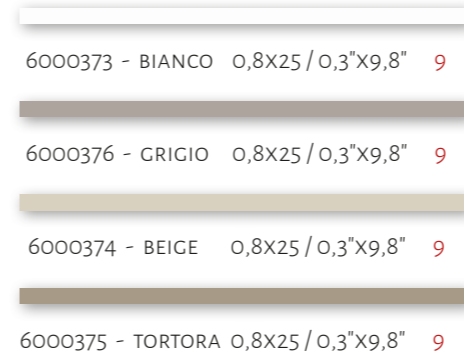 6000373 - BIANCO 0,8X25 / 0,3"X9,8" 9
6000376 - GRIGIO 0,8X25 / 0,3"X9,8" 9
6000374 - BEIGE 0,8X25 / 0,3"X9,8" 9
6000375 - TORTORA 0,8X25 / 0,3"X9,8" 9